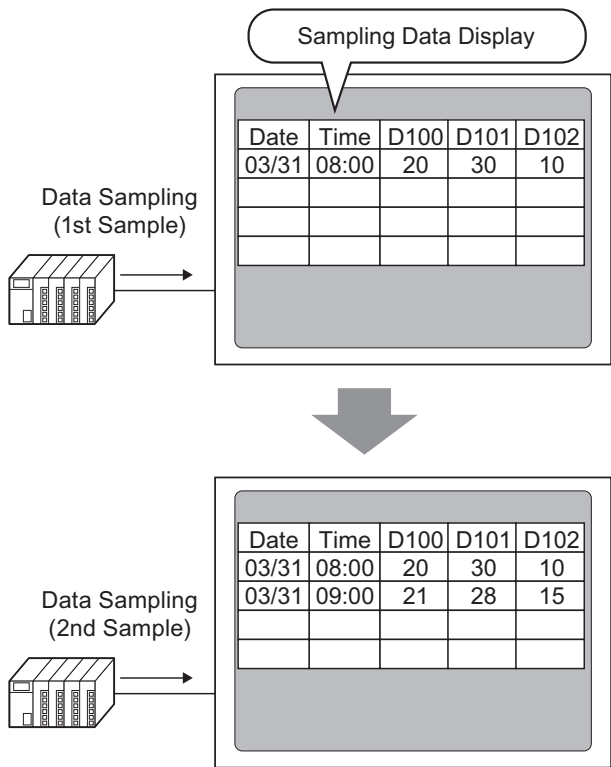 Sampling Data Display
Date Time D100 D101 D102
03/31 08:00 20 30 10
Data Sampling
(1st Sample)
Date Time D100 D101 D102
03/31 08:00 20 30 10
03/31 09:00 21 28 15
Data Sampling
(2nd Sample)